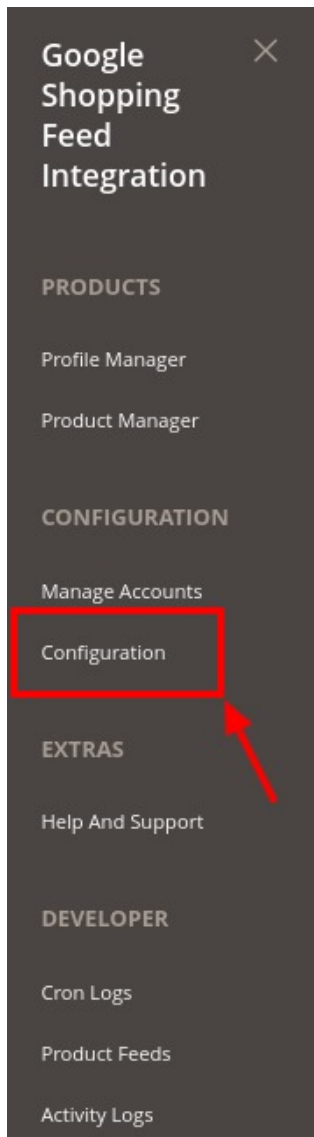 Google
Shopping
Feed
Integration
PRODUCTS
Profile Manager
Product Manager
CONFIGURATION
Manage Accounts
Configuration
EXTRAS
Help And Support
DEVELOPER
Cron Logs
Product Feeds
Activity Logs